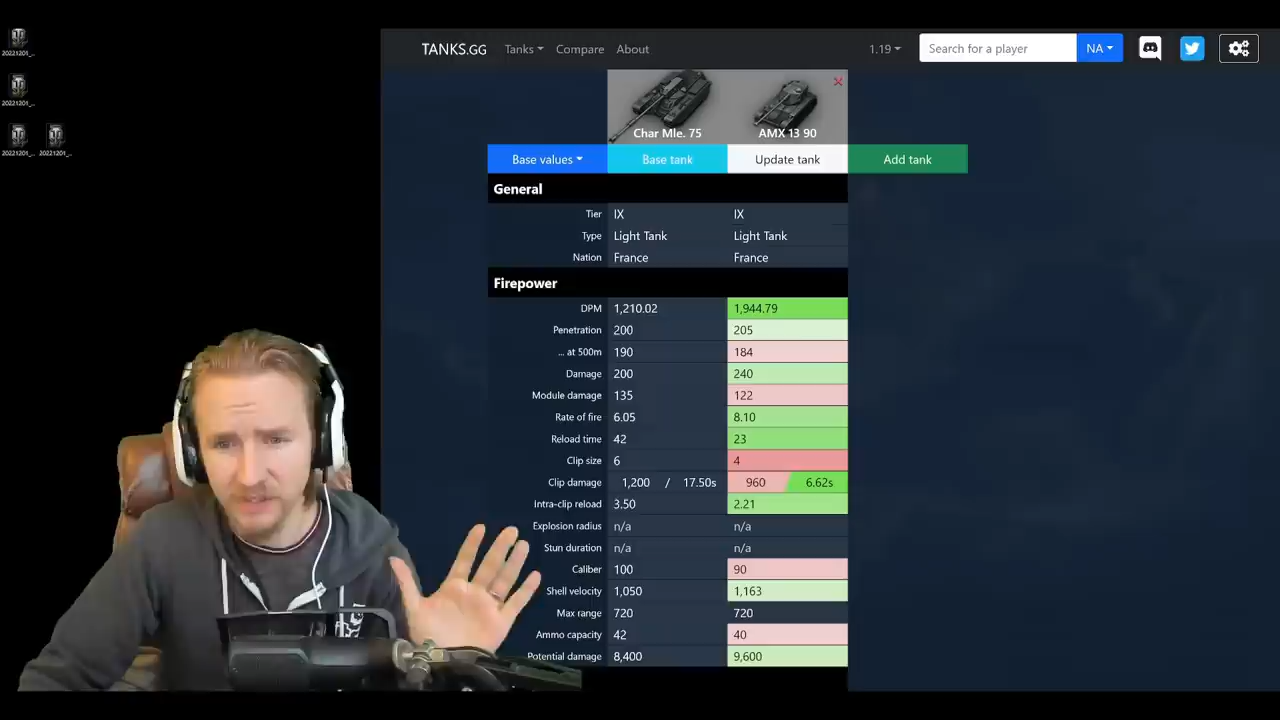 TANKS.GG Tanks Compare About 1.19 Search for a player NA
20221201_..
20221201_..
20221201_.. 20221201_..
Char Mle. 75 AMX 13 90
Base values Base tank Update tank Add tank
General
Tier IX IX
Type Light Tank Light Tank
Nation France France
Firepower
DPM 1,210.02 1,944.79
Penetration 200 205
... at 500m 190 184
Damage 200 240
Module damage 135 122
Rate of fire 6.05 8.10
Reload time 42 23
Clip size 6 4
Clip damage 1,200 / 17.50s 960 6.62s
Intra-clip reload 3.50 2.21
Explosion radius n/a n/a
Stun duration n/a n/a
Caliber 100 90
Shell velocity 1,050 1,163
Max range 720 720
Ammo capacity 42 40
Potential damage 8,400 9,600